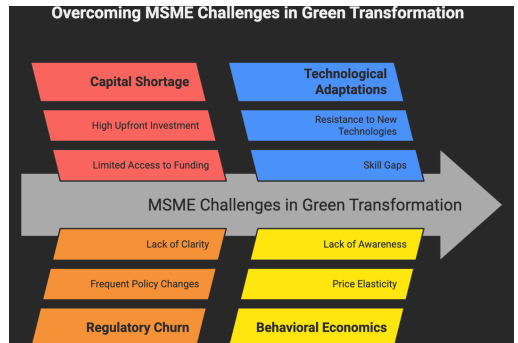 Overcoming MSME Challenges in Green Transformation
Capital Shortage
Technological
Adaptations
High Upfront Investment
Resistance to New
Technologies
Limited Access to Funding
Skill Gaps
MSME Challenges in Green Transformation
Lack of Clarity
Lack of Awareness
Frequent Policy Changes
Price Elasticity
Regulatory Churn
Behavioral Economics